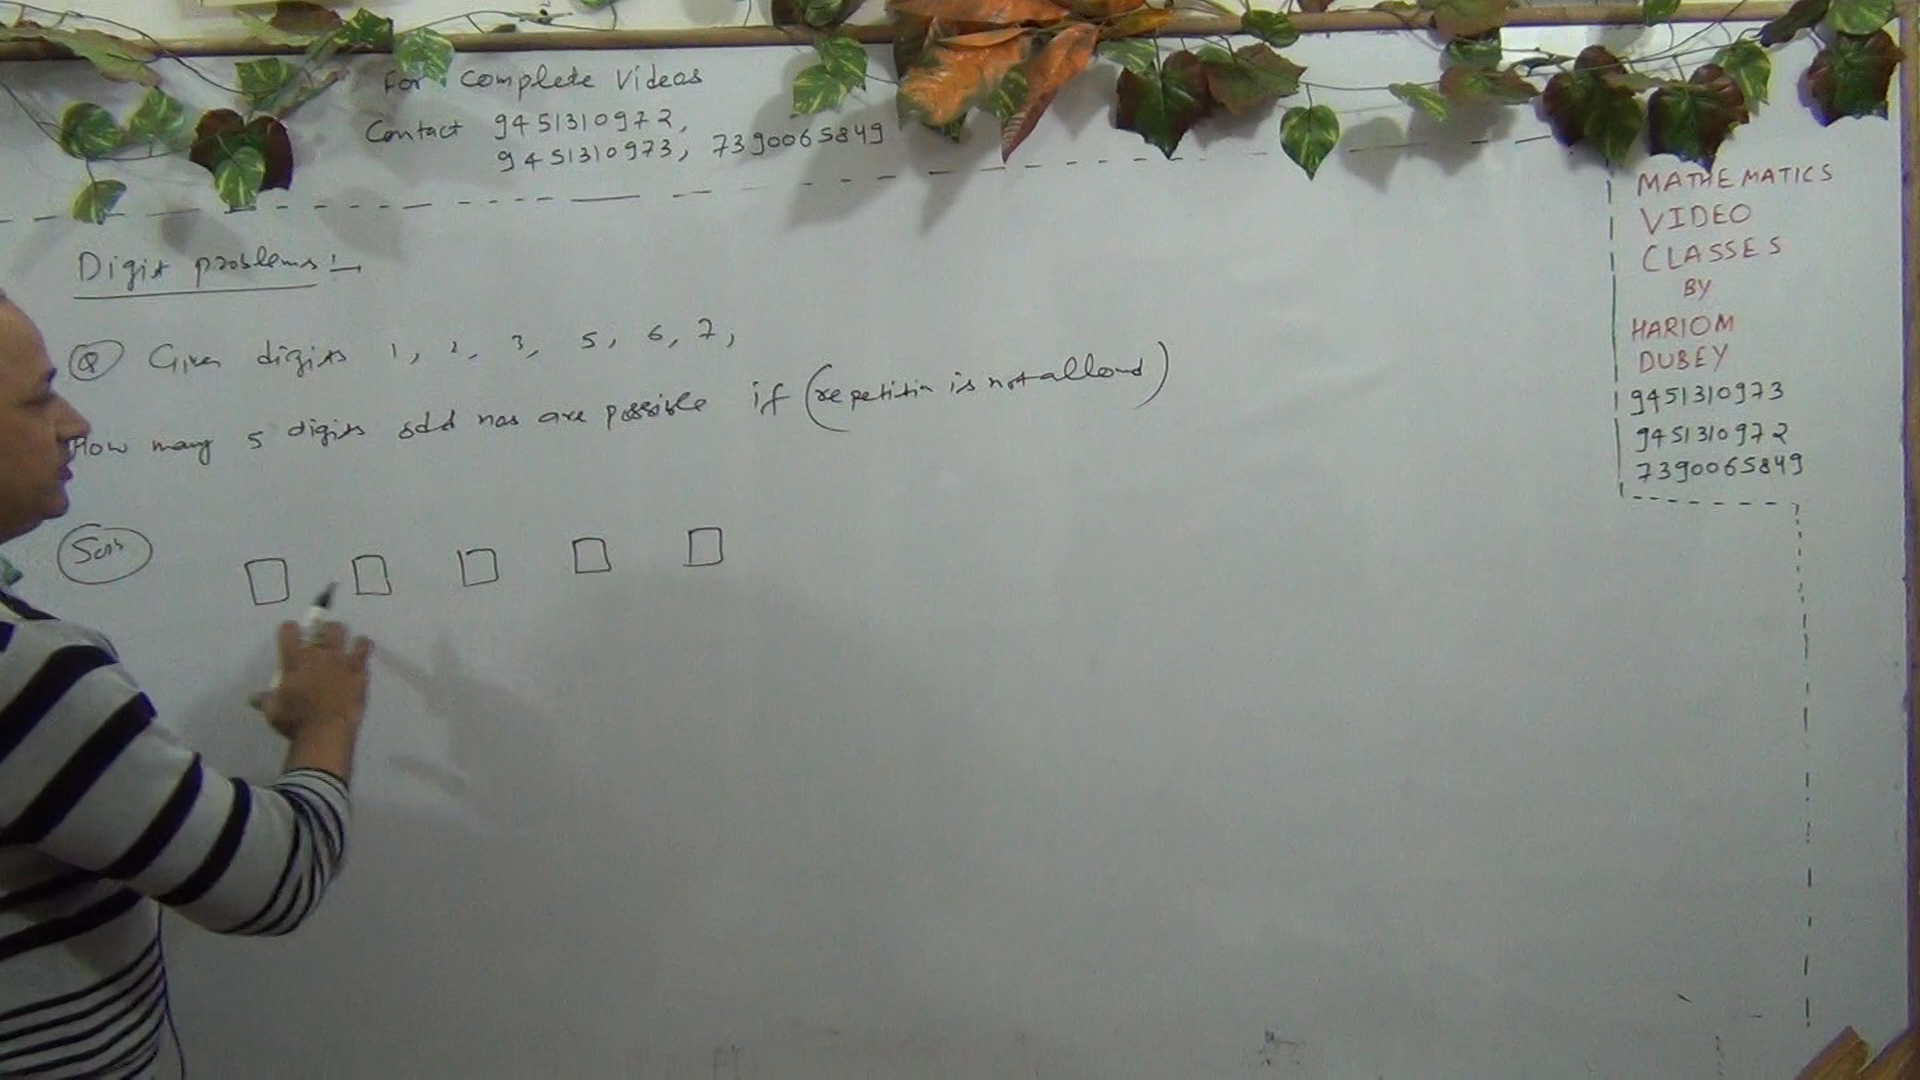 For Complete Videos
Contact 9451310972,
9451310973, 7390065849
MATHEMATICS
VIDEO
CLASSES
BY
HARIOM
DUBEY
9451310973
9451310972
7390065849
Digit problems:-
Q Given digits 1, 2, 3, 5, 6, 7,
How many 5 digits odd nos are possible if (repetition is not allowed)